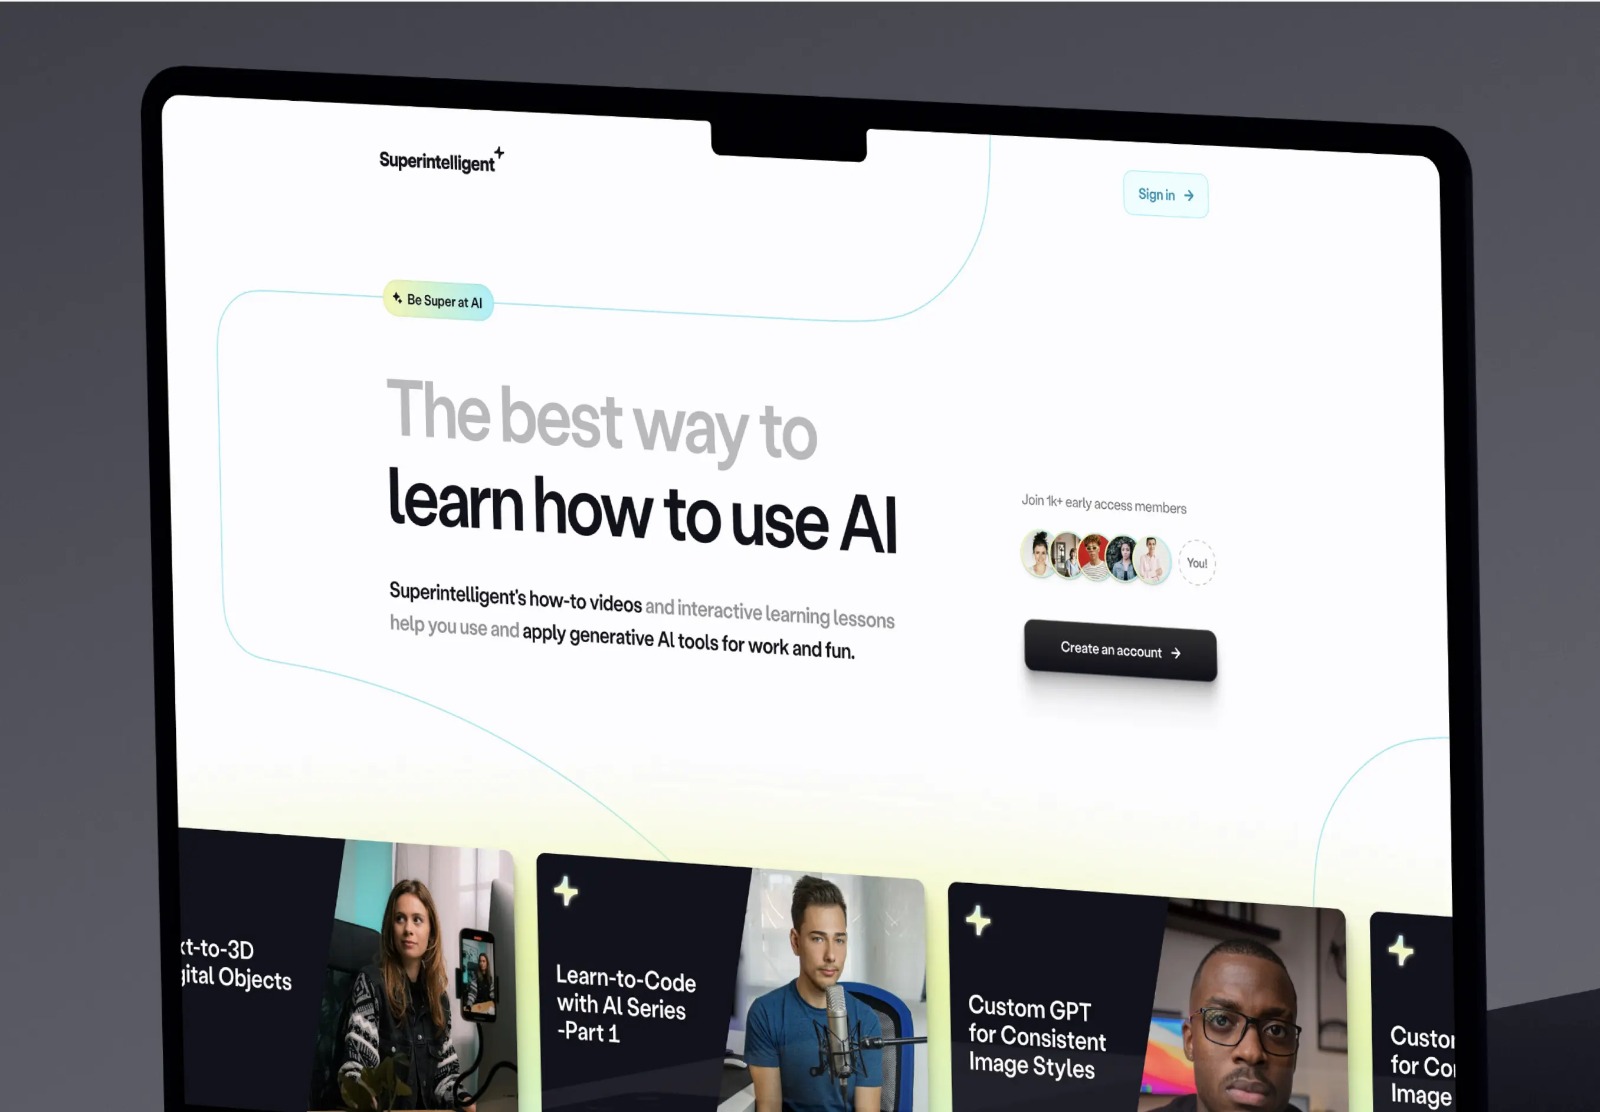 Superintelligent
Sign in
Be Super at AI
The best way to
learn how to use AI
Join 1k+ early access members
You!
Superintelligent's how-to videos and interactive learning lessons
help you use and apply generative AI tools for work and fun.
Create an account
xt-to-3D
gital Objects
Learn-to-Code
with AI Series
-Part 1
Custom GPT
for Consistent
Image Styles
Custor
for Co
Image